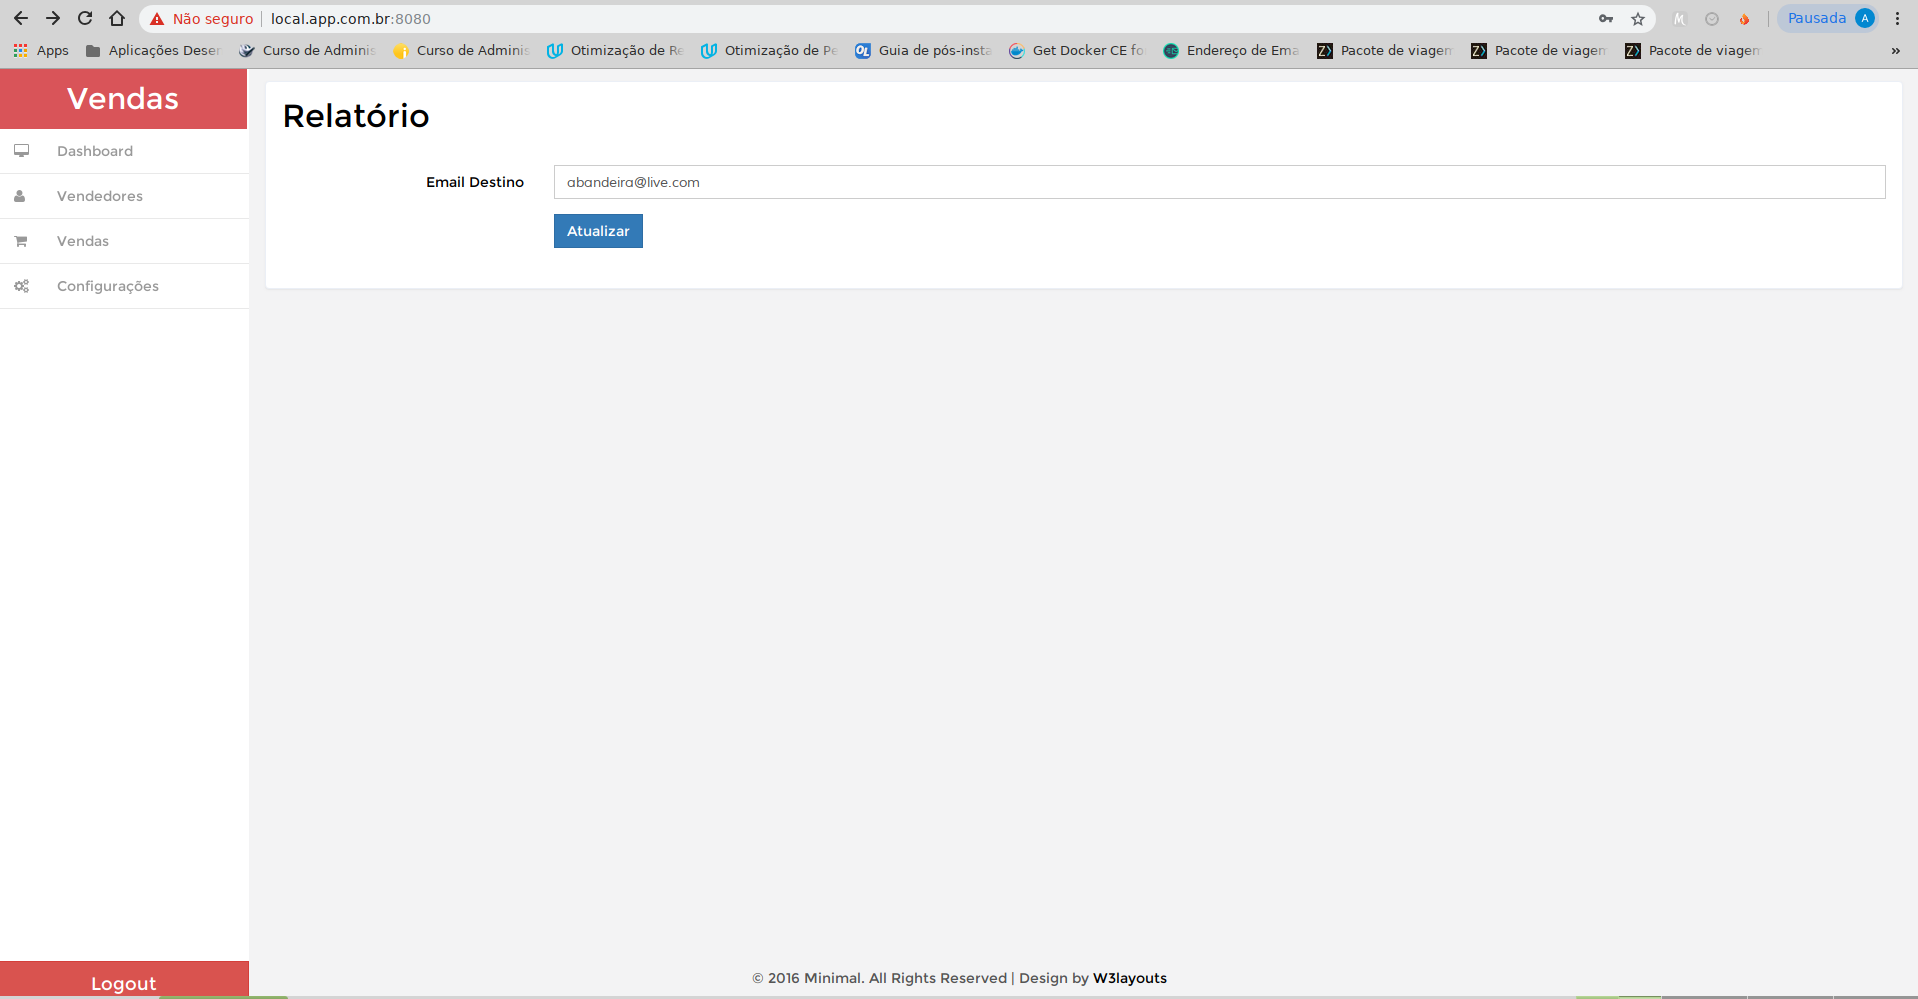 Não seguro | local.app.com.br:8080 Pausada A
Apps Aplicações Deser Curso de Adminis Curso de Adminis Otimização de Re Otimização de Pe Guia de pós-insta Get Docker CE fo Endereço de Ema Pacote de viagem Pacote de viagem Pacote de viagem »
Vendas
Dashboard
Vendedores
Vendas
Configurações
Logout
Relatório
Email Destino abandeira@live.com
Atualizar
© 2016 Minimal. All Rights Reserved | Design by W3layouts